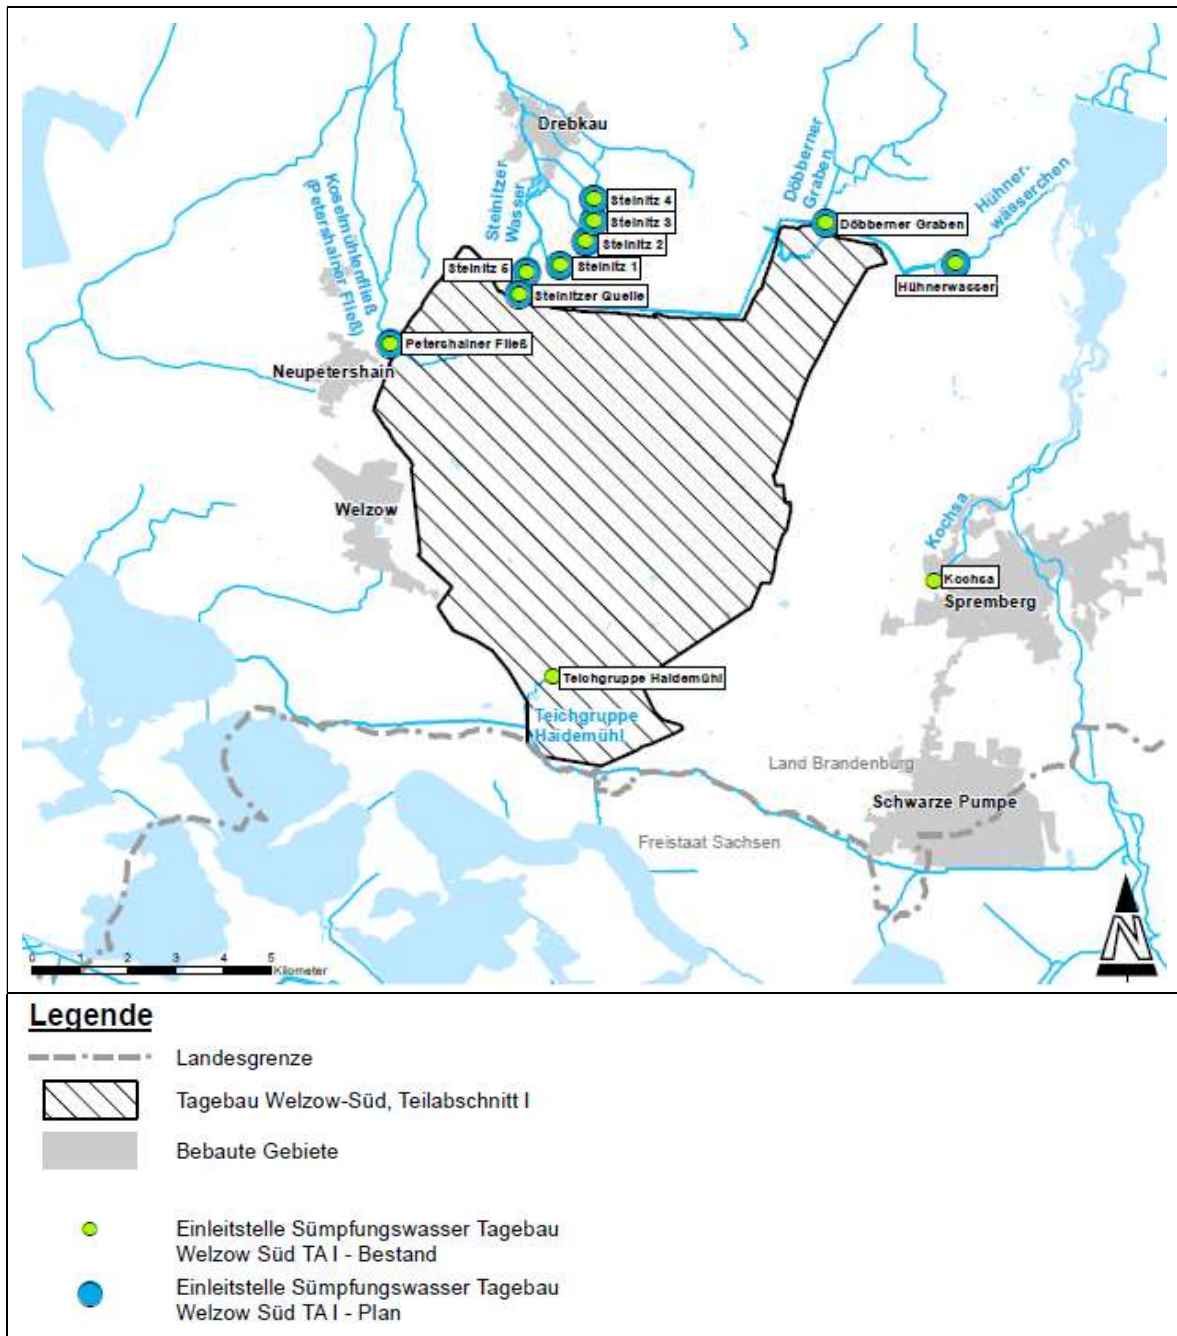 Drebkau
Koselmühlenfließ
(Petershainer Fließ)
Steinitzer
Wasser
Döbberner
Graben
Hühner-
wässerchen
Steinitz 4
Steinitz 3
Steinitz 2
Steinitz 1
Steinitz 5
Steinitzer Quelle
Döbberner Graben
Hühnerwasser
Petershainer Fließ
Neupetershain
Welzow
Kochsa
Kochsa
Spremberg
Teichgruppe Haidemühl
Teichgruppe
Haidemühl
Land Brandenburg
Schwarze Pumpe
Freistaat Sachsen
0 1 2 3 4 5
Kilometer
N
Legende
Landesgrenze
Tagebau Welzow-Süd, Teilabschnitt I
Bebaute Gebiete
Einleitstelle Sümpfungswasser Tagebau
Welzow Süd TA I - Bestand
Einleitstelle Sümpfungswasser Tagebau
Welzow Süd TA I - Plan